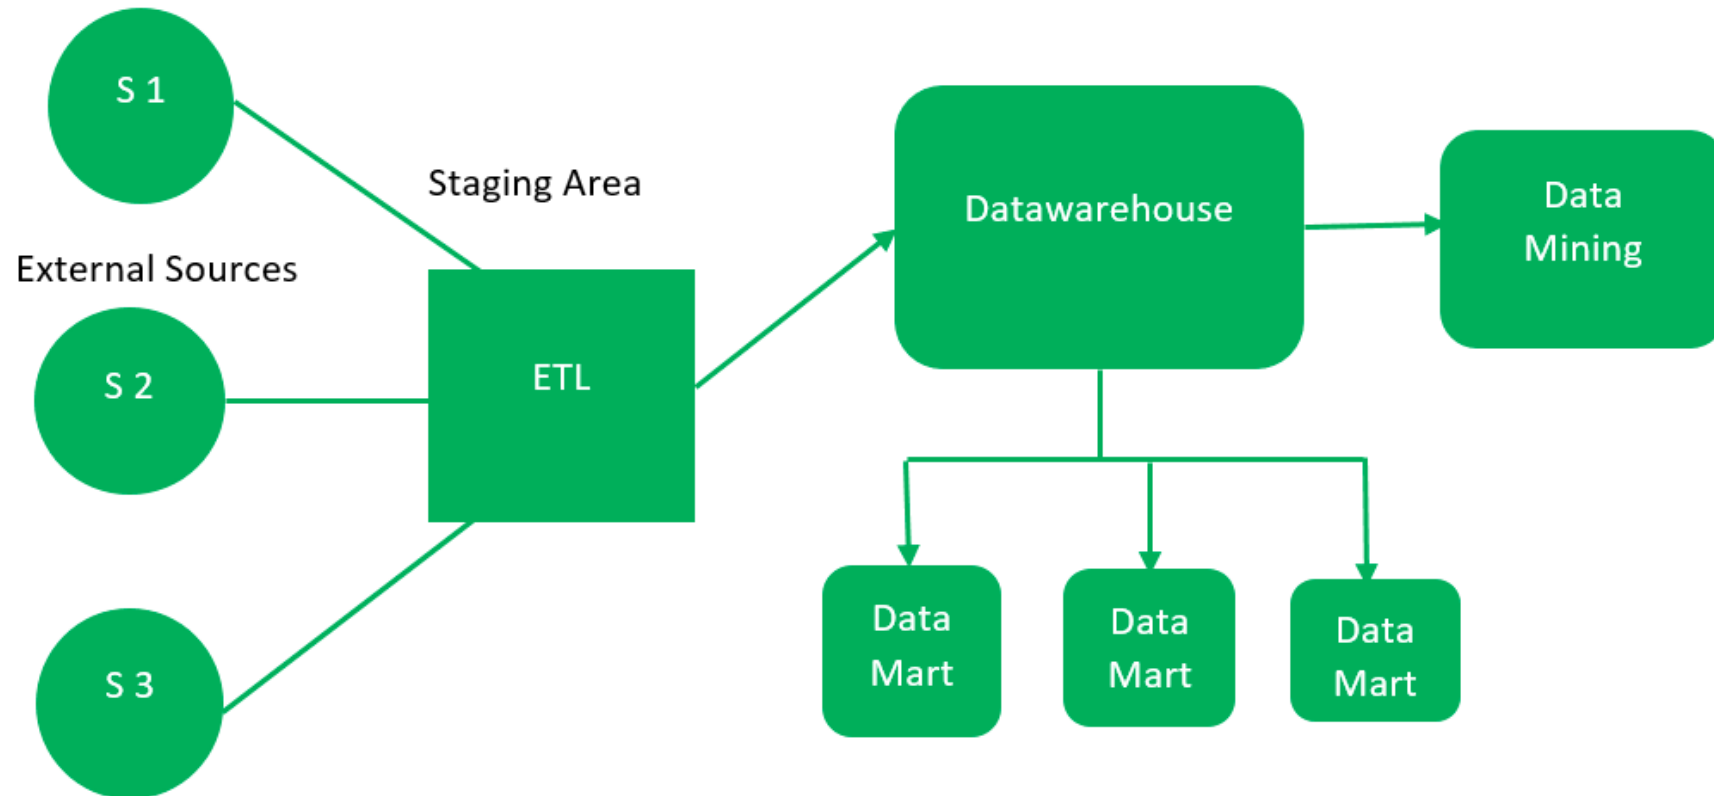 S 1
Staging Area
External Sources
S 2
S 3
ETL
Datawarehouse
Data
Mining
Data
Mart
Data
Mart
Data
Mart